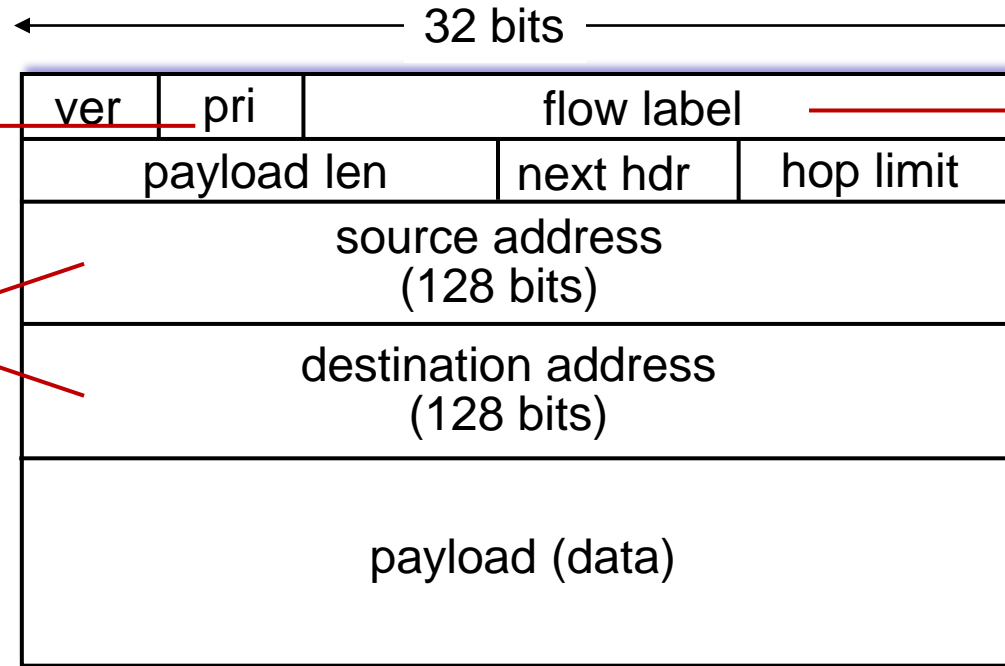 32 bits
ver pri flow label
payload len next hdr hop limit
source address
(128 bits)
destination address
(128 bits)
payload (data)